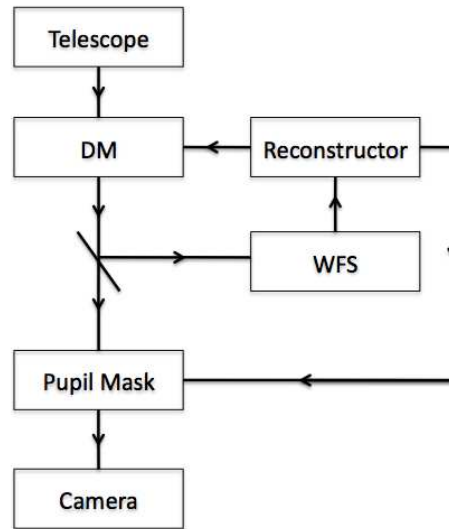 Telescope
DM
Reconstructor
WFS
Pupil Mask
Camera